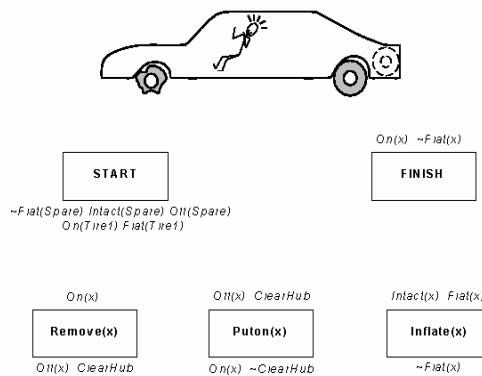 On(x) ~Flat(x)
START
FINISH
~Flat(Spare) Intact(Spare) Off(Spare)
On(Tire1) Flat(Tire1)
On(x)
Off(x) ClearHub
Intact(x) Flat(x)
Remove(x)
Puton(x)
Inflate(x)
Off(x) ClearHub
On(x) ~ClearHub
~Flat(x)